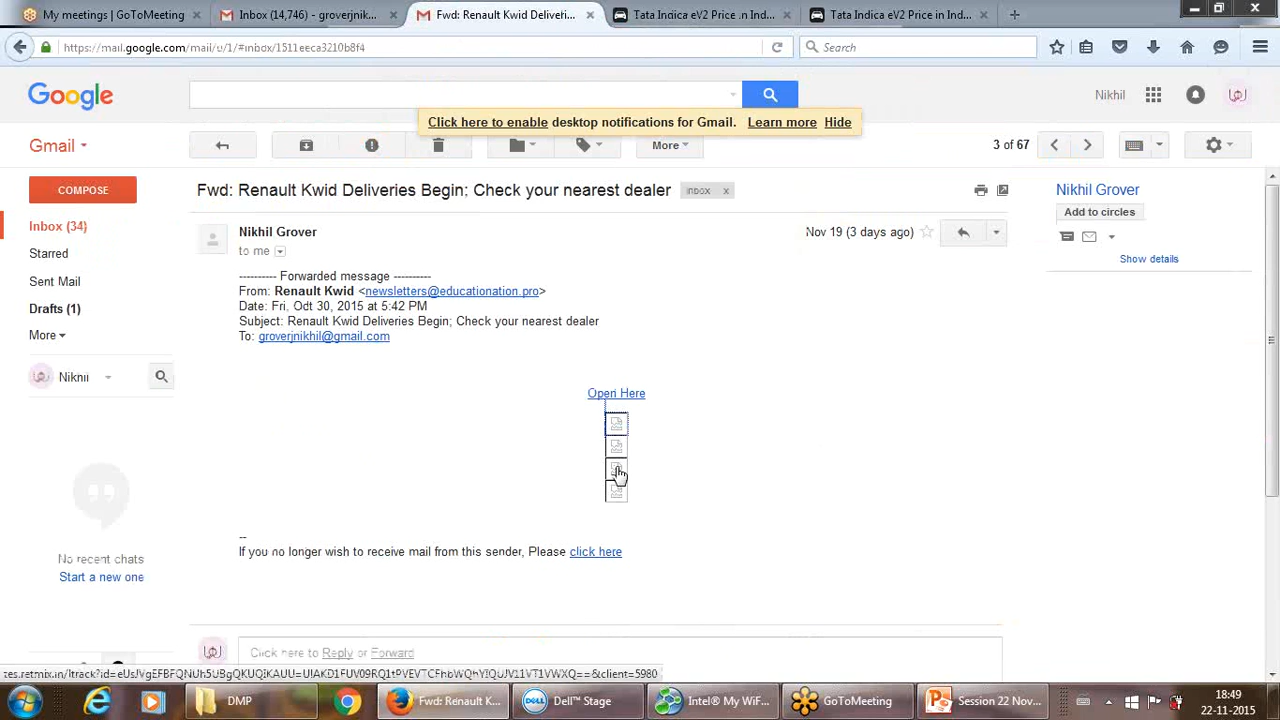 My meetings | GoToMeeting
Inbox (14,746) - groverjnik...
Fwd: Renault Kwid Deliveri...
Tata Indica eV2 Price in Ind...
Tata Indica eV2 Price in Ind...
https://mail.google.com/mail/u/1/#inbox/1511eeca3210b8f4
Search
Google
Nikhil
Click here to enable desktop notifications for Gmail. Learn more Hide
Gmail
More
3 of 67
COMPOSE
Fwd: Renault Kwid Deliveries Begin; Check your nearest dealer
Inbox x
Nikhil Grover
Add to circles
Show details
Inbox (34)
Starred
Sent Mail
Drafts (1)
More
Nikhil Grover
Nov 19 (3 days ago)
to me
---------- Forwarded message ----------
From: Renault Kwid <newsletters@educationation.pro>
Date: Fri, Oct 30, 2015 at 5:42 PM
Subject: Renault Kwid Deliveries Begin; Check your nearest dealer
To: groverjnikhil@gmail.com
Nikhil
Open Here
No recent chats
Start a new one
--
If you no longer wish to receive mail from this sender, Please click here
Click here to Reply or Forward
DMP
Fwd: Renault Kwid...
Dell™ Stage
Intel® My WiF...
GoToMeeting
Session 22 Nov...
18:49
22-11-2015